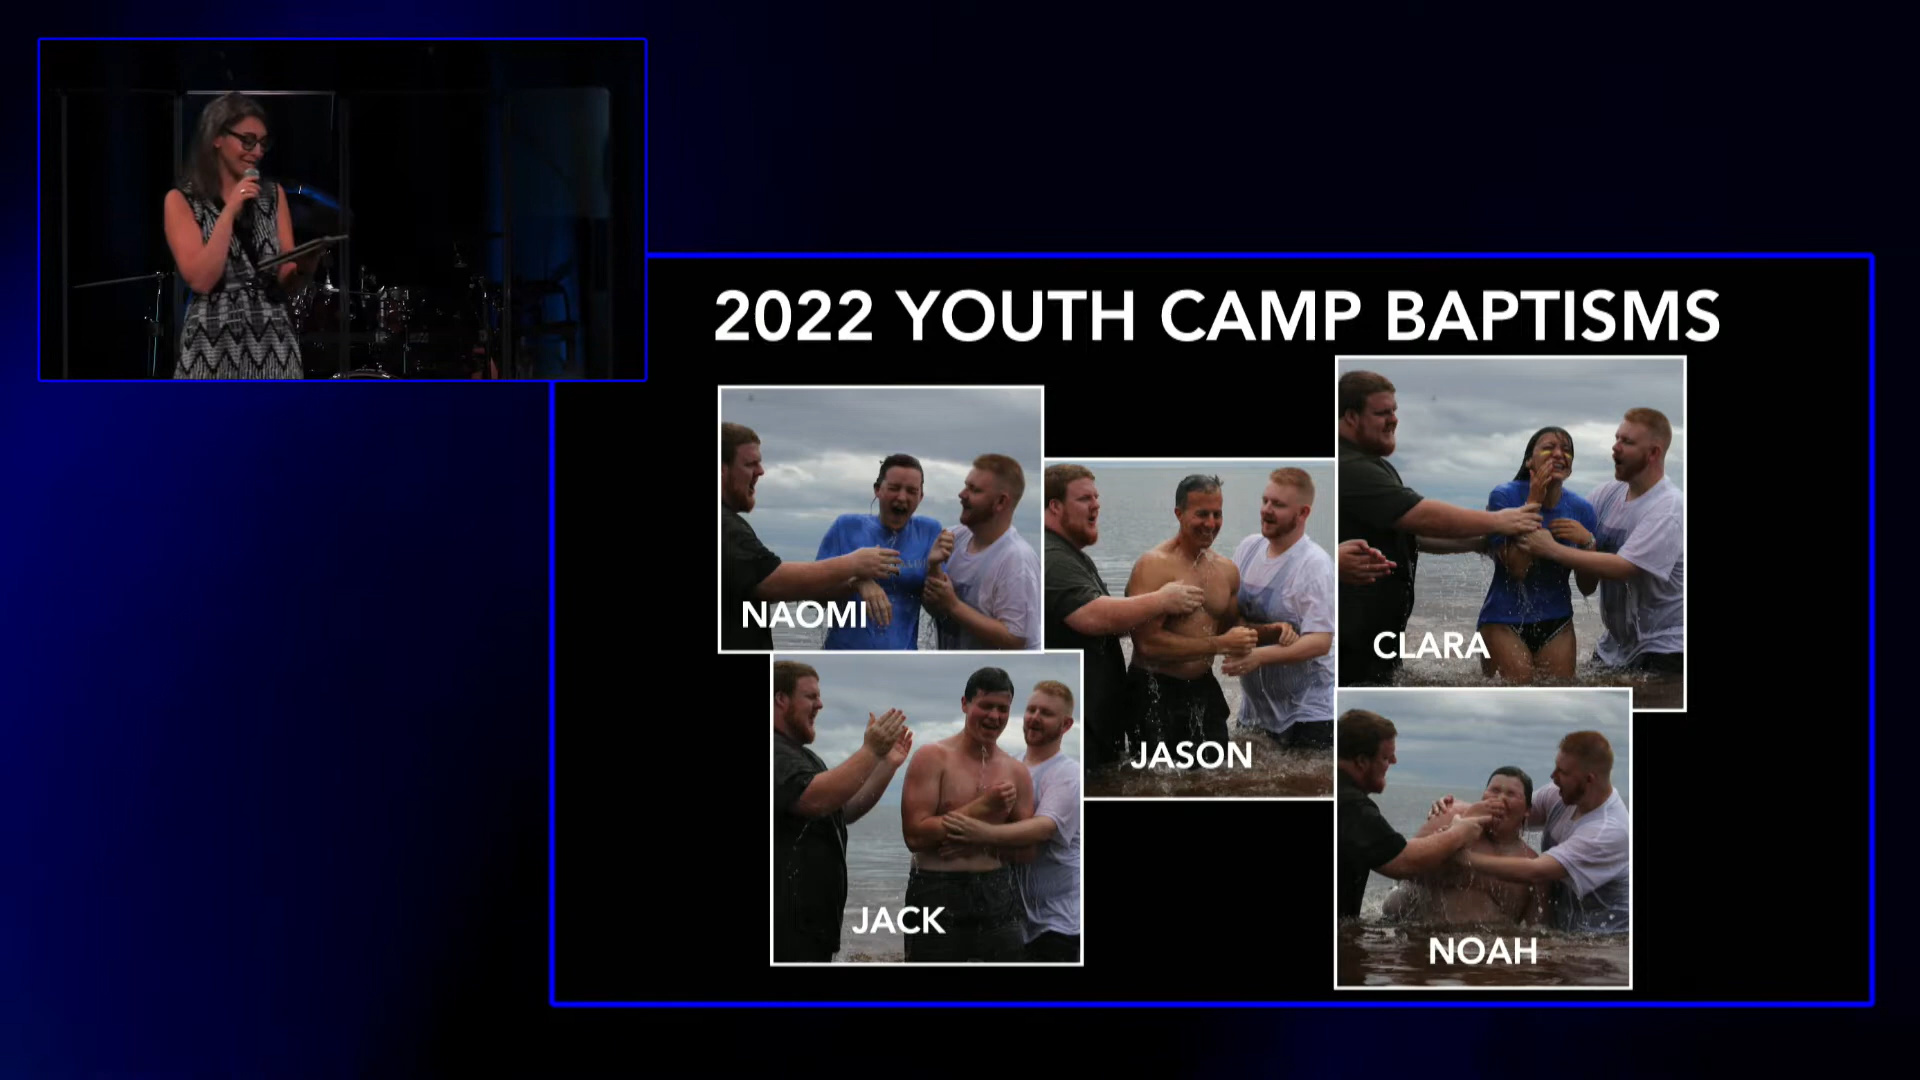 2022 YOUTH CAMP BAPTISMS
NAOMI
CLARA
JASON
JACK
NOAH